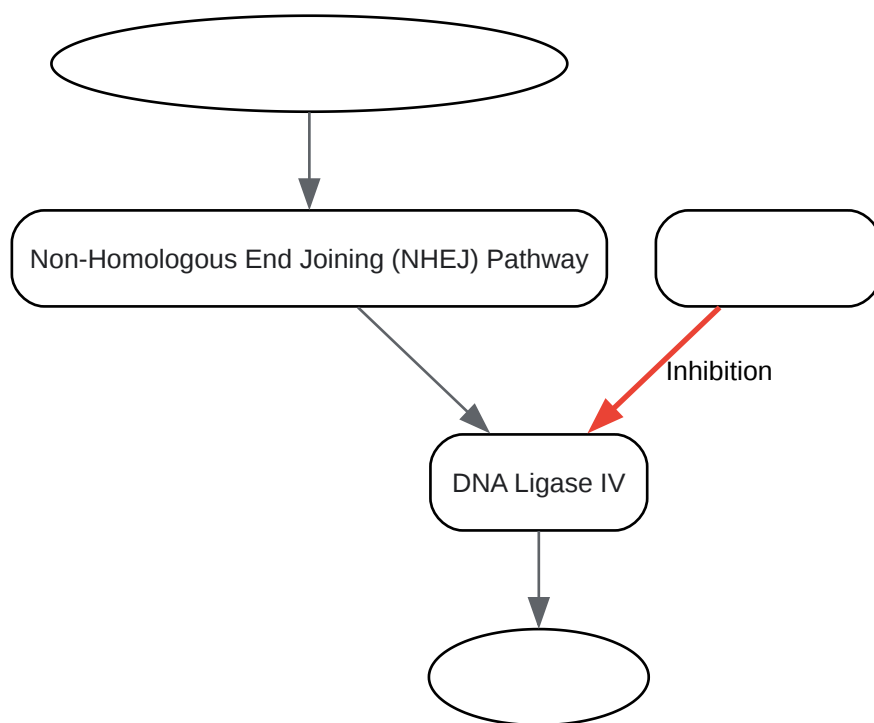 Non-Homologous End Joining (NHEJ) Pathway
Inhibition
DNA Ligase IV